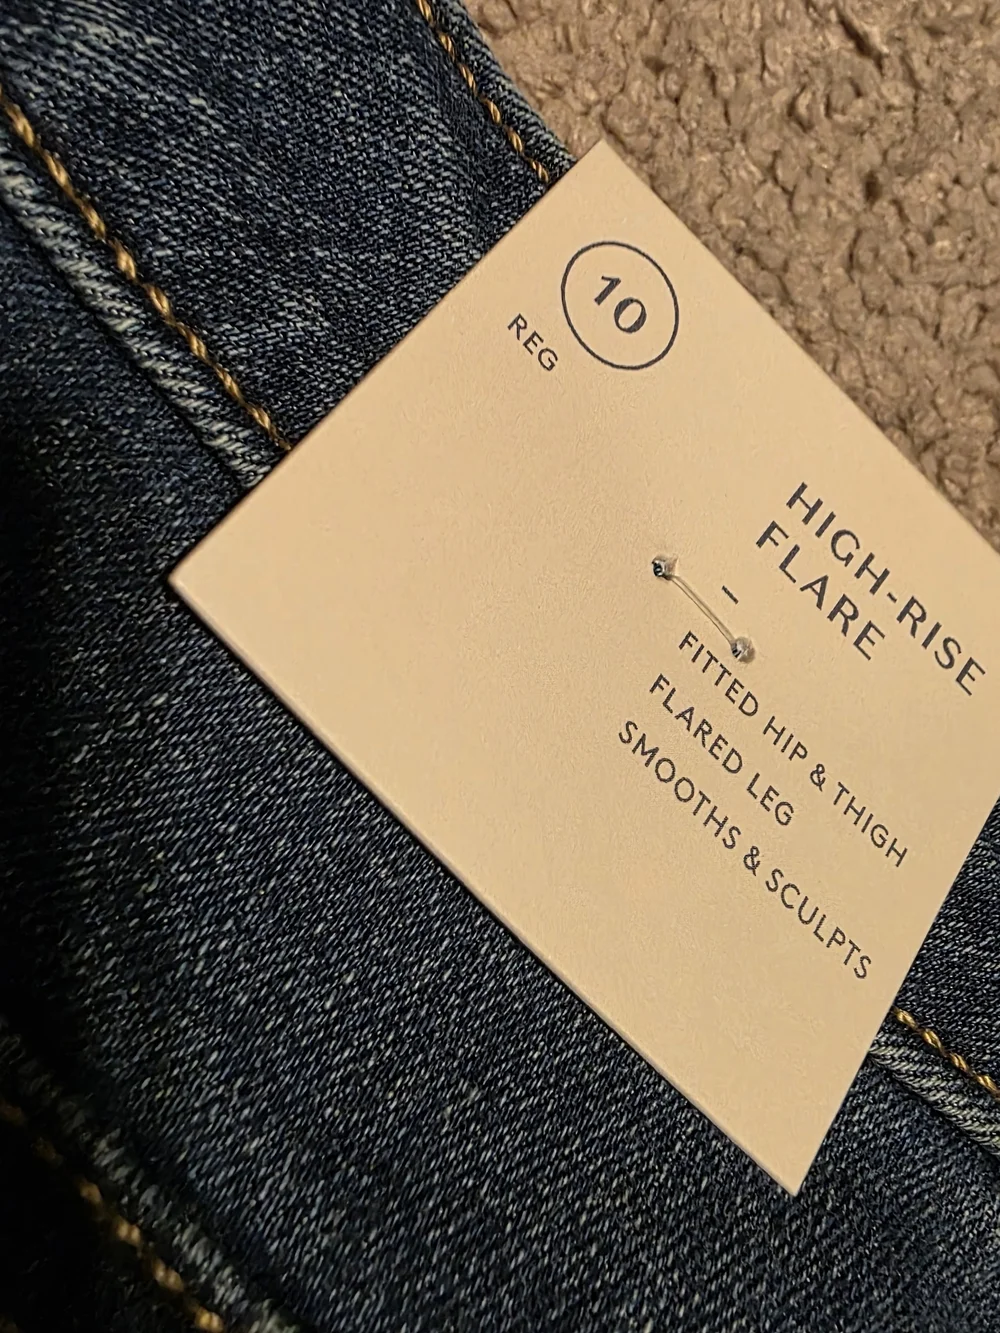 10
REG
HIGH-RISE
FLARE
–
FITTED HIP & THIGH
FLARED LEG
SMOOTHS & SCULPTS